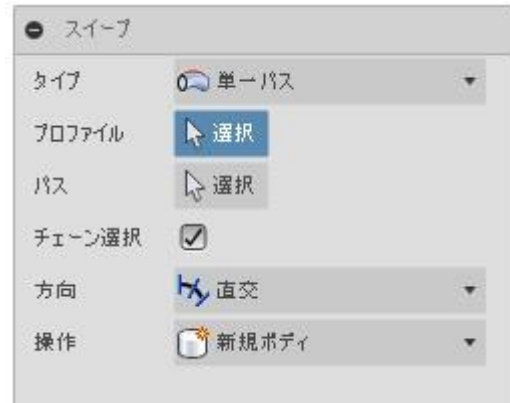 スイープ
タイプ 単一パス
プロファイル 選択
パス 選択
チェーン選択
方向 直交
操作 新規ボディ